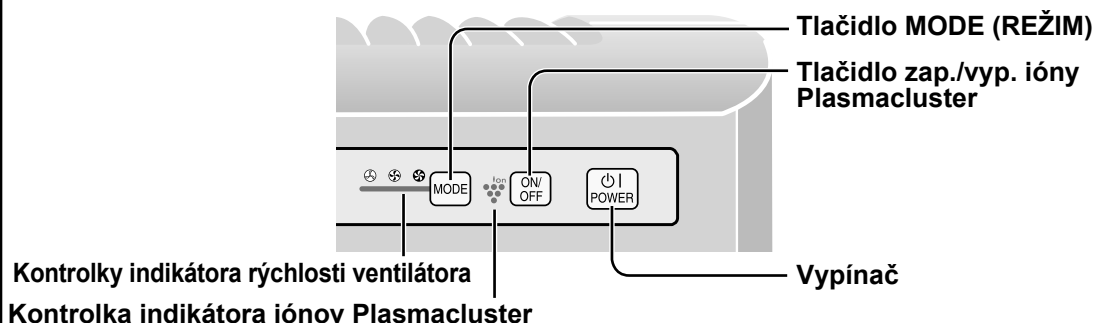 Tlačidlo MODE (REŽIM)
Tlačidlo zap./vyp. ióny
Plasmacluster
MODE
Ion
ON/
OFF
POWER
Kontrolky indikátora rýchlosti ventilátora
Vypínač
Kontrolka indikátora iónov Plasmacluster